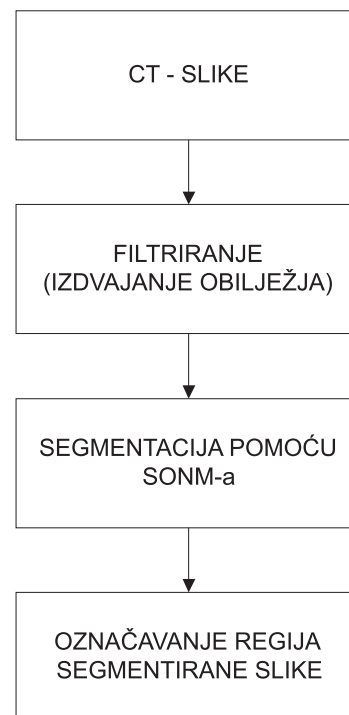 CT - SLIKE
FILTRIRANJE
(IZDVAJANJE OBILJEŽJA)
SEGMENTACIJA POMOĆU
SONM-a
OZNAČAVANJE REGIJA
SEGMENTIRANE SLIKE